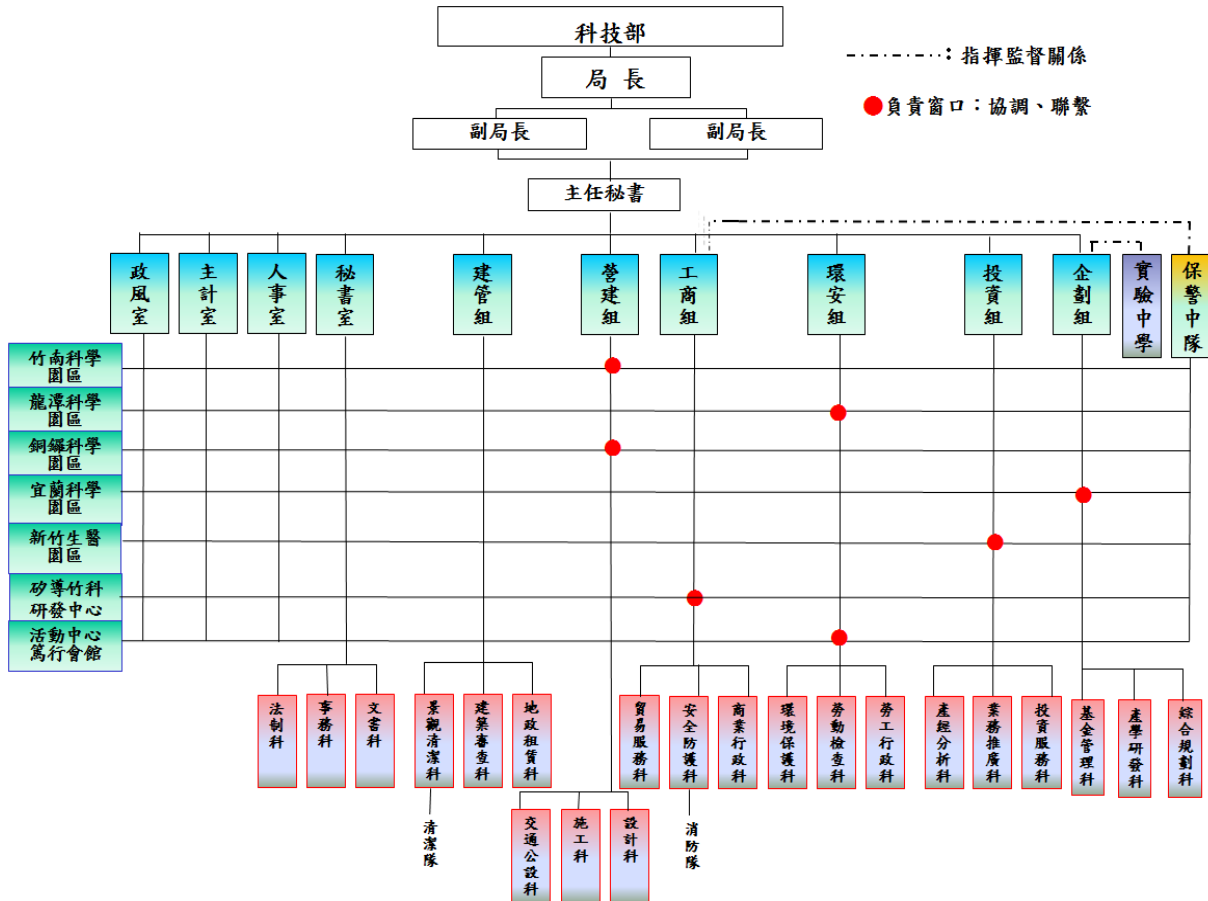 科技部
局 長
副局長
副局長
主任秘書
：指揮監督關係
負責窗口：協調、聯繫
政風室
主計室
人事室
秘書室
建管組
營建組
工商組
環安組
投資組
企劃組
實驗中學
保警中隊
竹南科學
園區
龍潭科學
園區
銅鑼科學
園區
宜蘭科學
園區
新竹生醫
園區
矽導竹科
研發中心
活動中心
篤行會館
法制科
事務科
文書科
景觀清潔科
建築審查科
地政租賃科
貿易服務科
安全防護科
商業行政科
環境保護科
勞動檢查科
勞工行政科
產經分析科
業務推廣科
投資服務科
基金管理科
產學研發科
綜合規劃科
清潔隊
交通公設科
施工科
設計科
消防隊